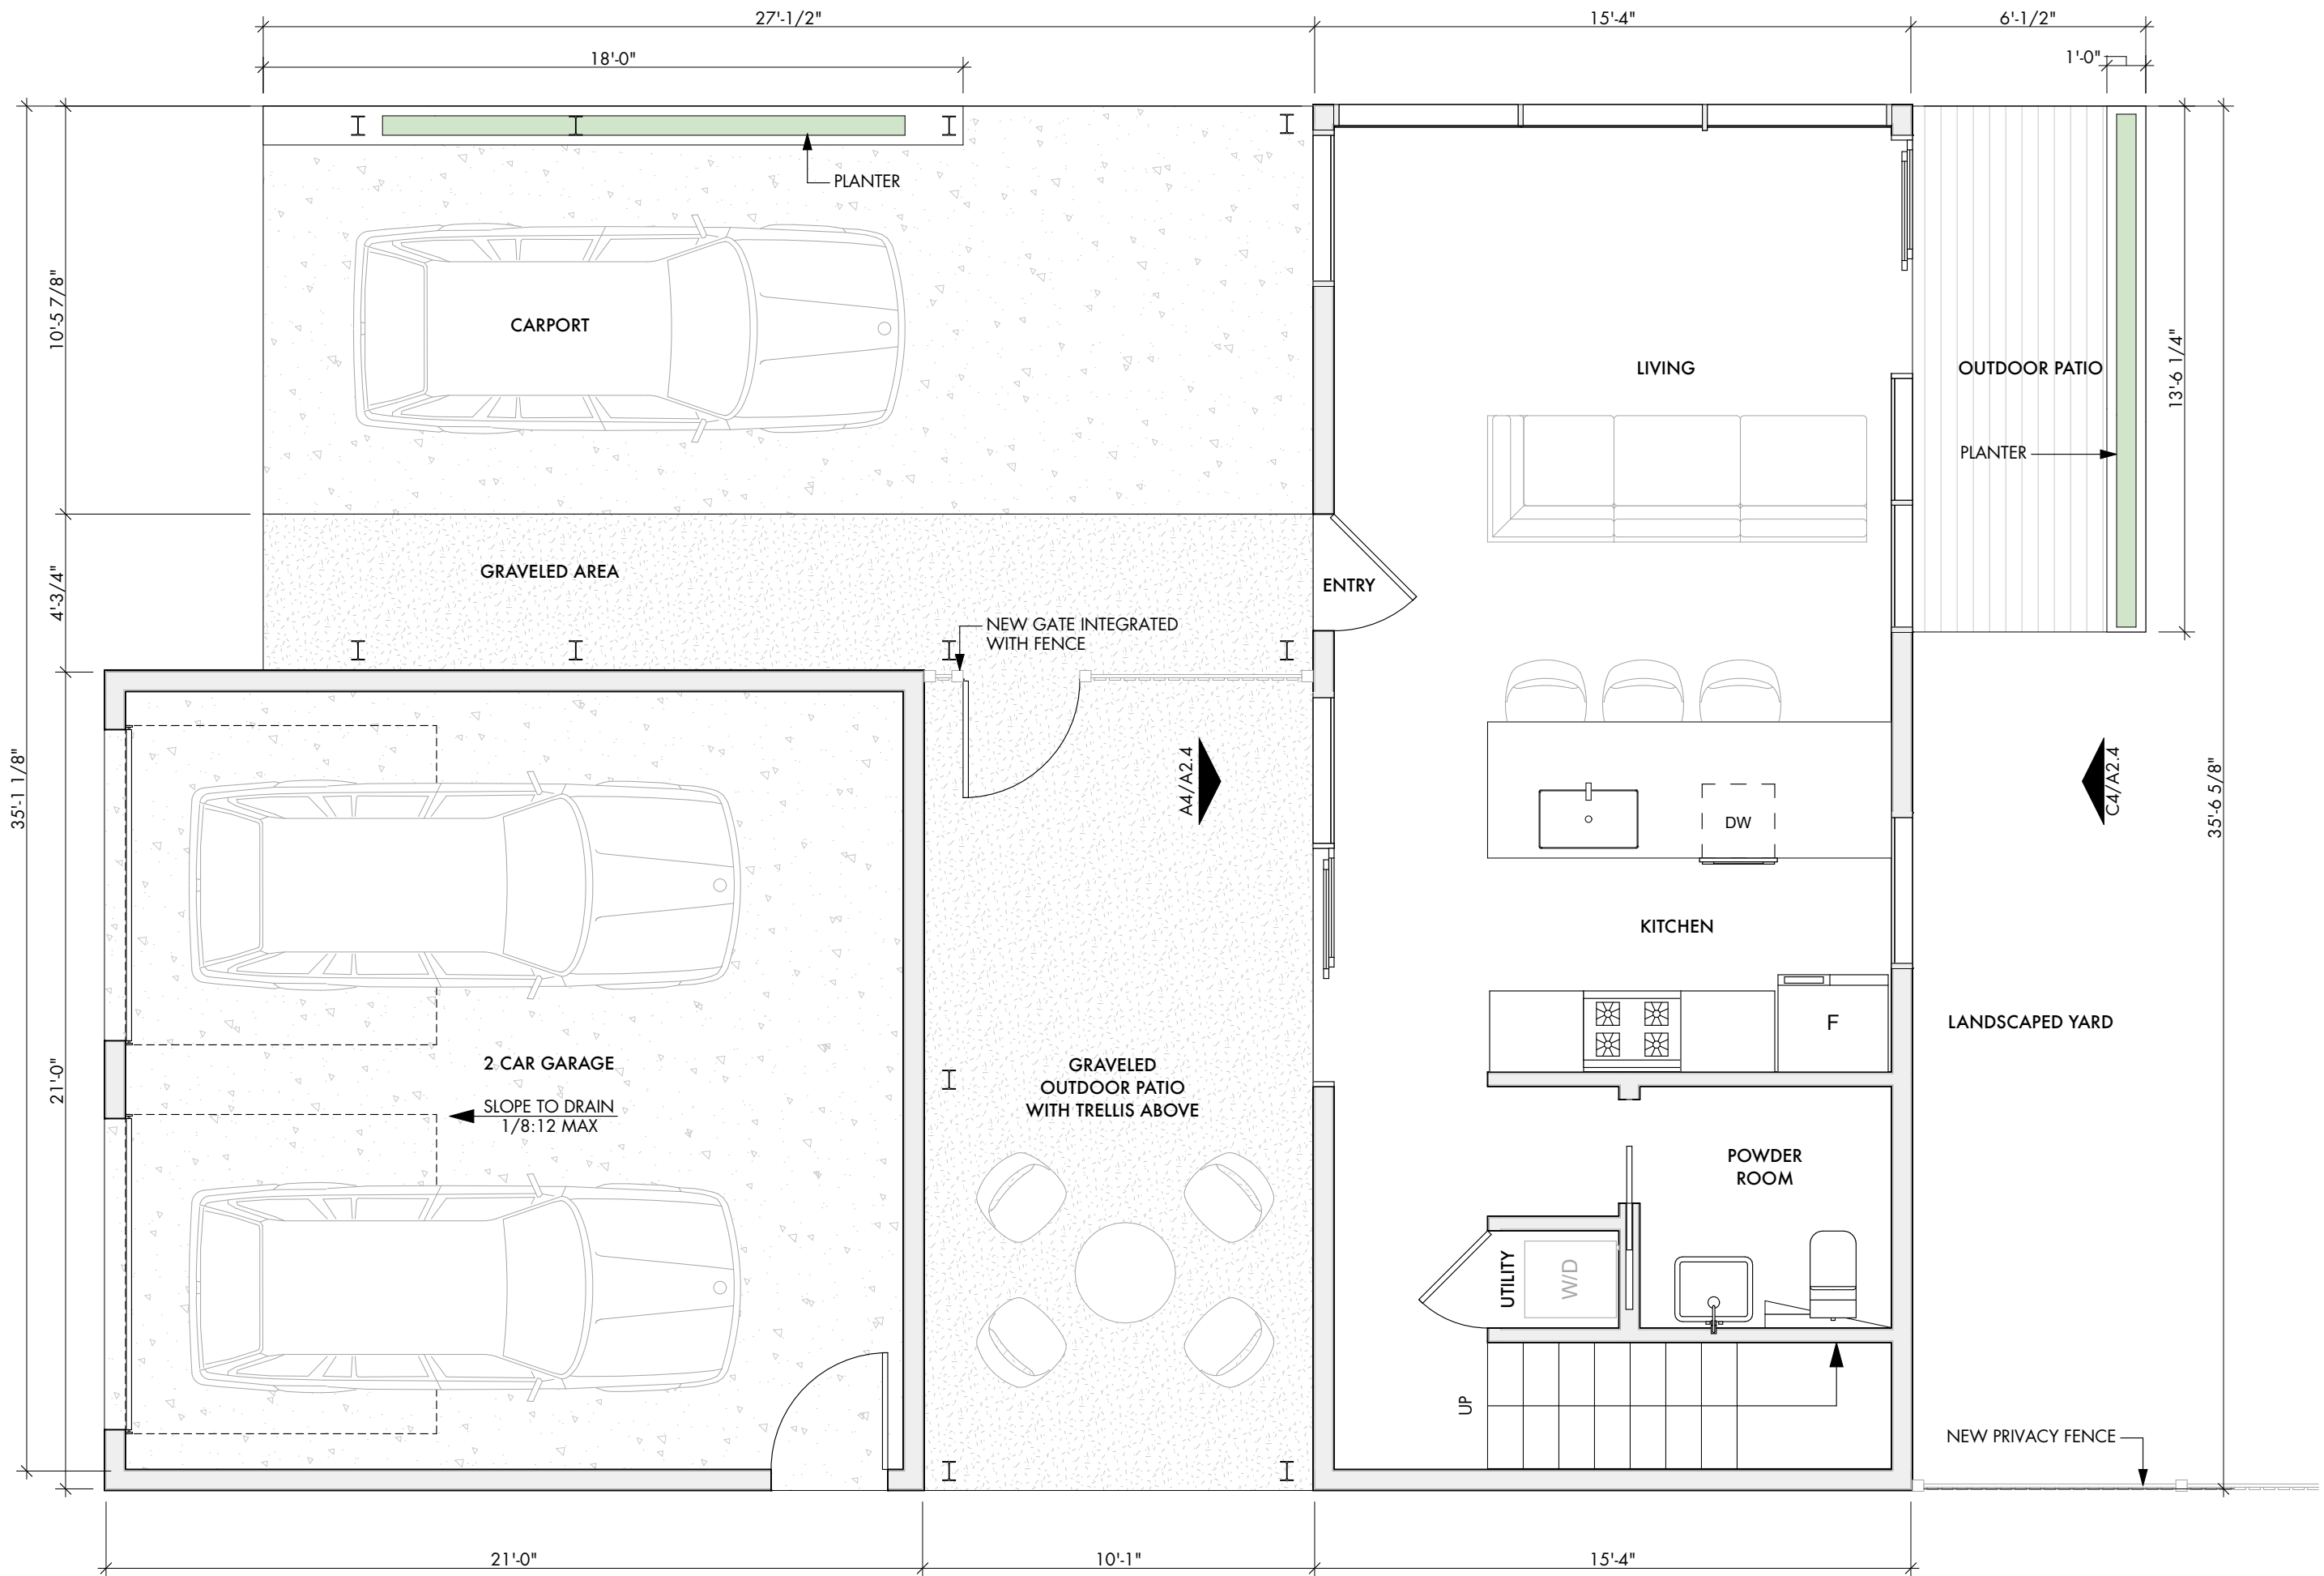 27'-1/2"
15'-4"
6'-1/2"
18'-0"
1'-0"
PLANTER
10'-5 7/8"
CARPORT
LIVING
OUTDOOR PATIO
13'-6 1/4"
PLANTER
GRAVELED AREA
ENTRY
4'-3/4"
NEW GATE INTEGRATED
WITH FENCE
35'-1 1/8"
A4/A2.4
C4/A2.4
35'-6 5/8"
DW
KITCHEN
F
LANDSCAPED YARD
21'-0"
2 CAR GARAGE
SLOPE TO DRAIN
1/8:12 MAX
GRAVELED
OUTDOOR PATIO
WITH TRELLIS ABOVE
POWDER
ROOM
UTILITY
W/D
UP
NEW PRIVACY FENCE
21'-0"
10'-1"
15'-4"